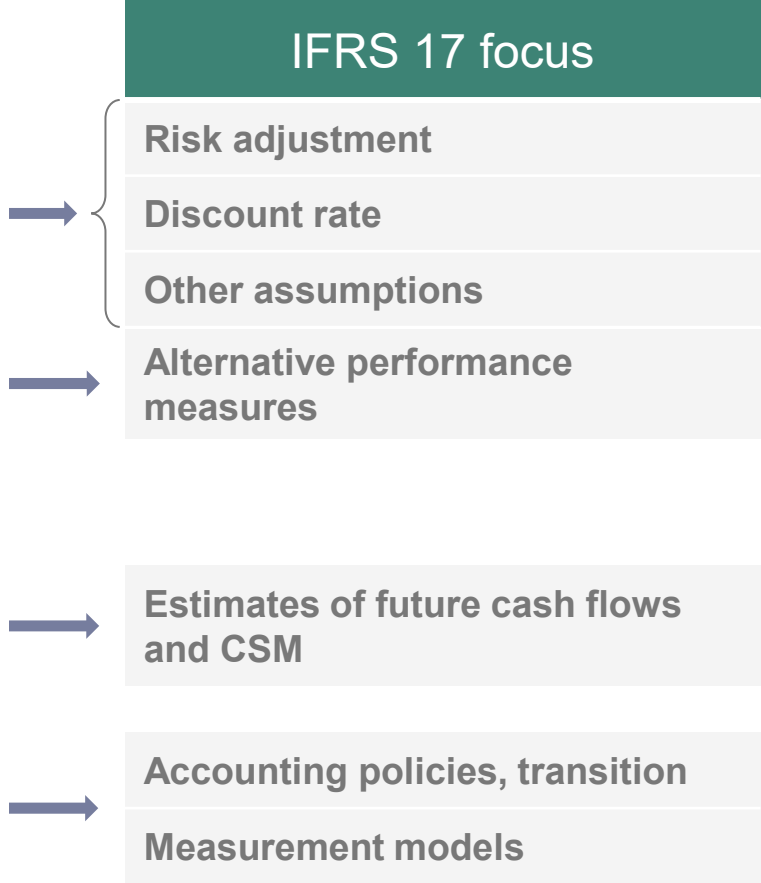 IFRS 17 focus
Risk adjustment
Discount rate
Other assumptions
Alternative performance
measures
Estimates of future cash flows
and CSM
Accounting policies, transition
Measurement models